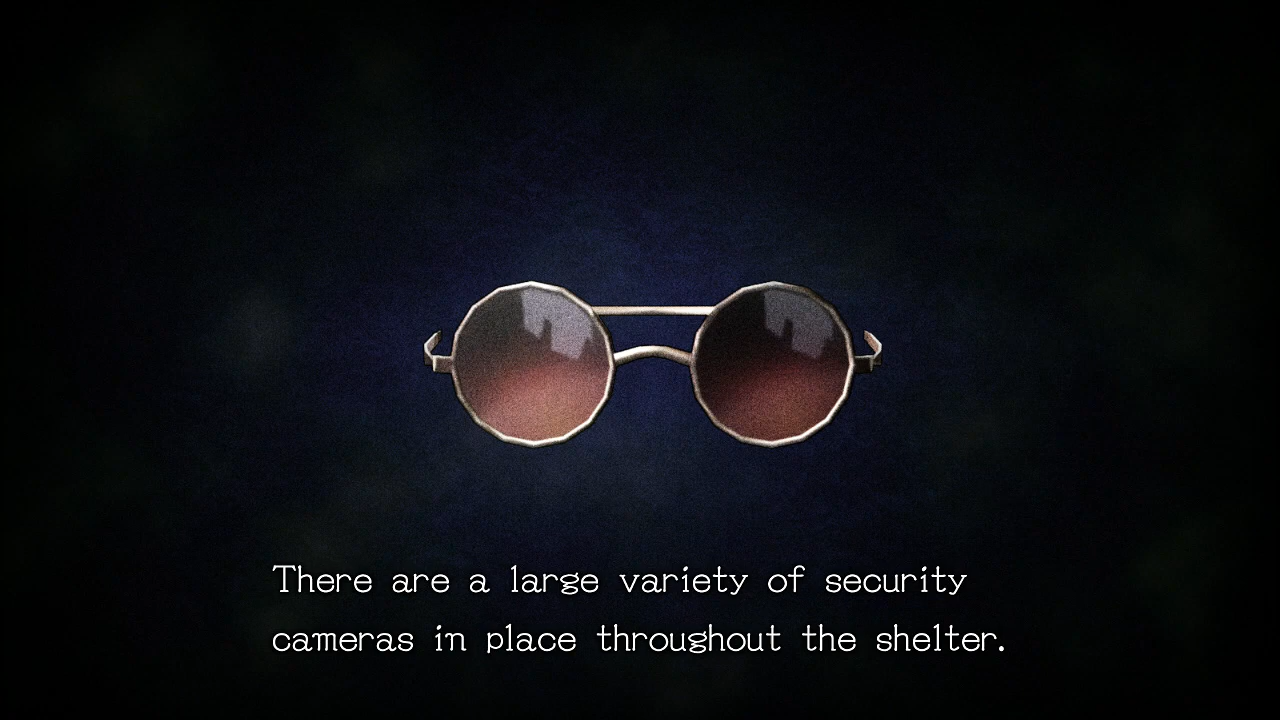 There are a large variety of security
cameras in place throughout the shelter.